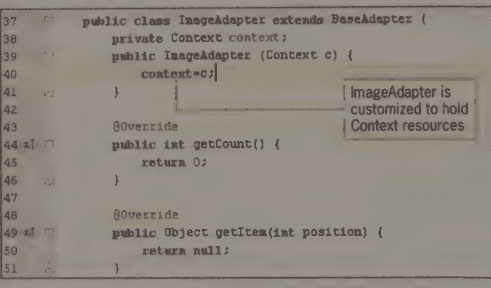 37 public class ImageAdapter extends BaseAdapter {
38 private Context context;
39 public ImageAdapter (Context c) {
40 context=c;
41 }
42
43 @Override
44 public int getCount() {
45 return 0;
46 }
47
48 @Override
49 public Object getItem(int position) {
50 return null;
51 }
ImageAdapter is
customized to hold
Context resources